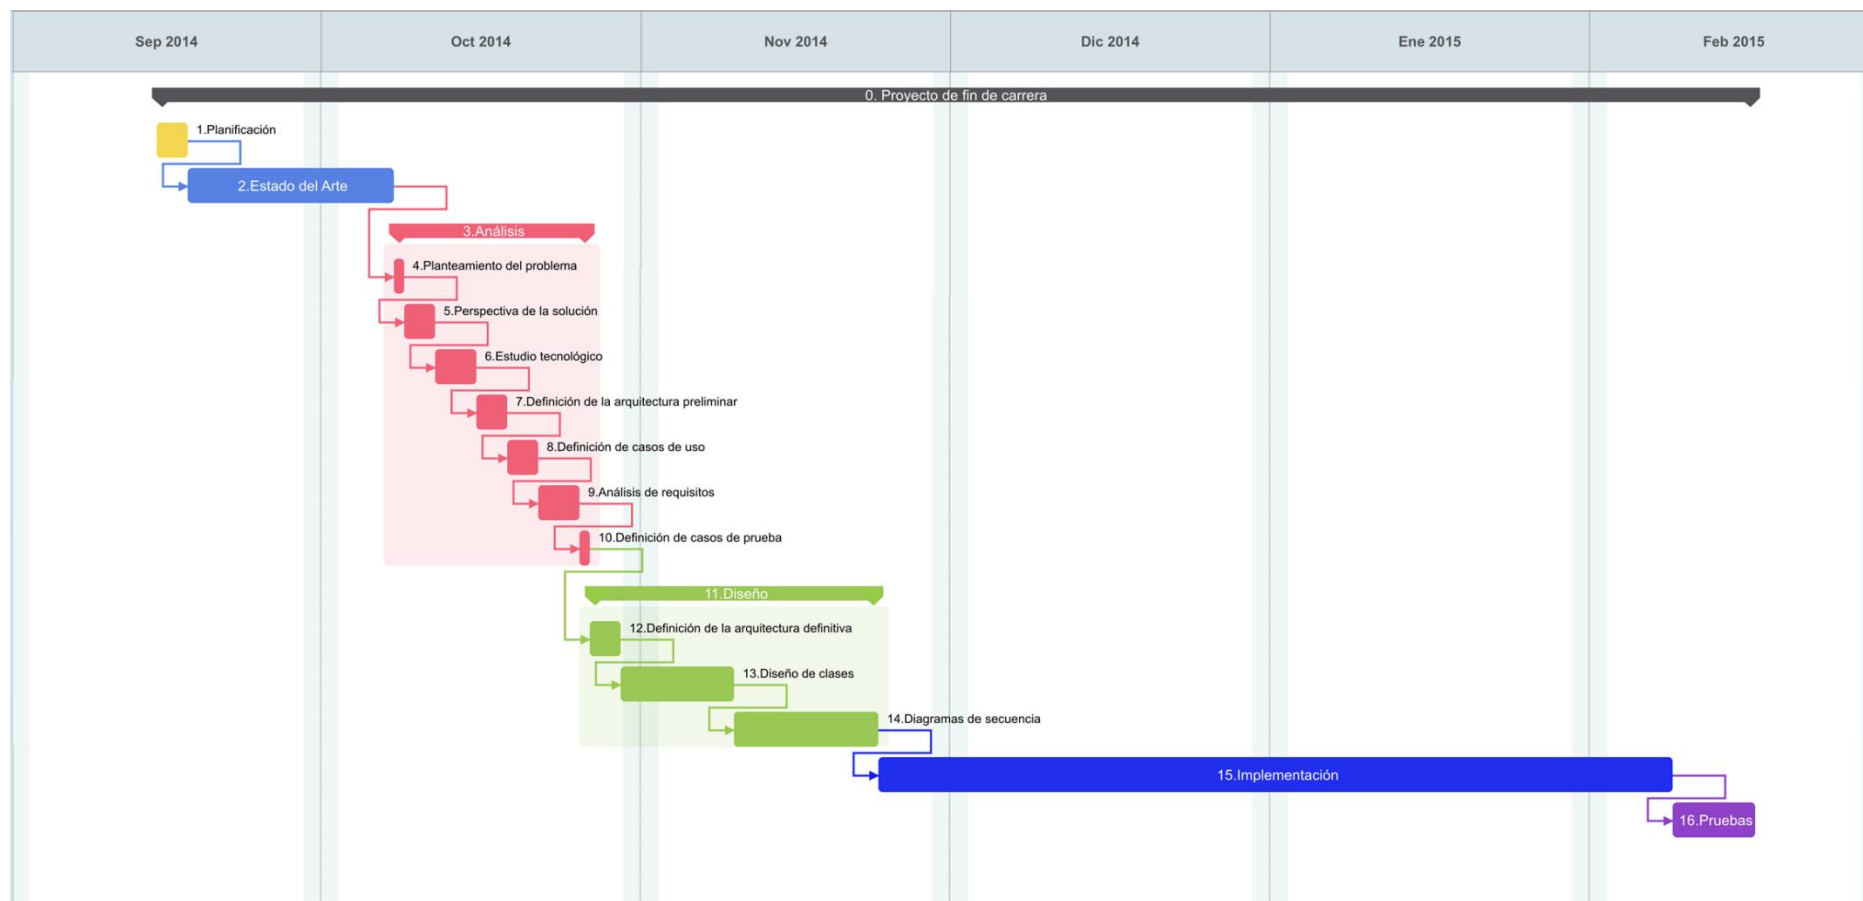 Sep 2014
Oct 2014
Nov 2014
Dic 2014
Ene 2015
Feb 2015
0. Proyecto de fin de carrera
1.Planificación
2.Estado del Arte
3.Análisis
4.Planteamiento del problema
5.Perspectiva de la solución
6.Estudio tecnológico
7.Definición de la arquitectura preliminar
8.Definición de casos de uso
9.Análisis de requisitos
10.Definición de casos de prueba
11.Diseño
12.Definición de la arquitectura definitiva
13.Diseño de clases
14.Diagramas de secuencia
15.Implementación
16.Pruebas